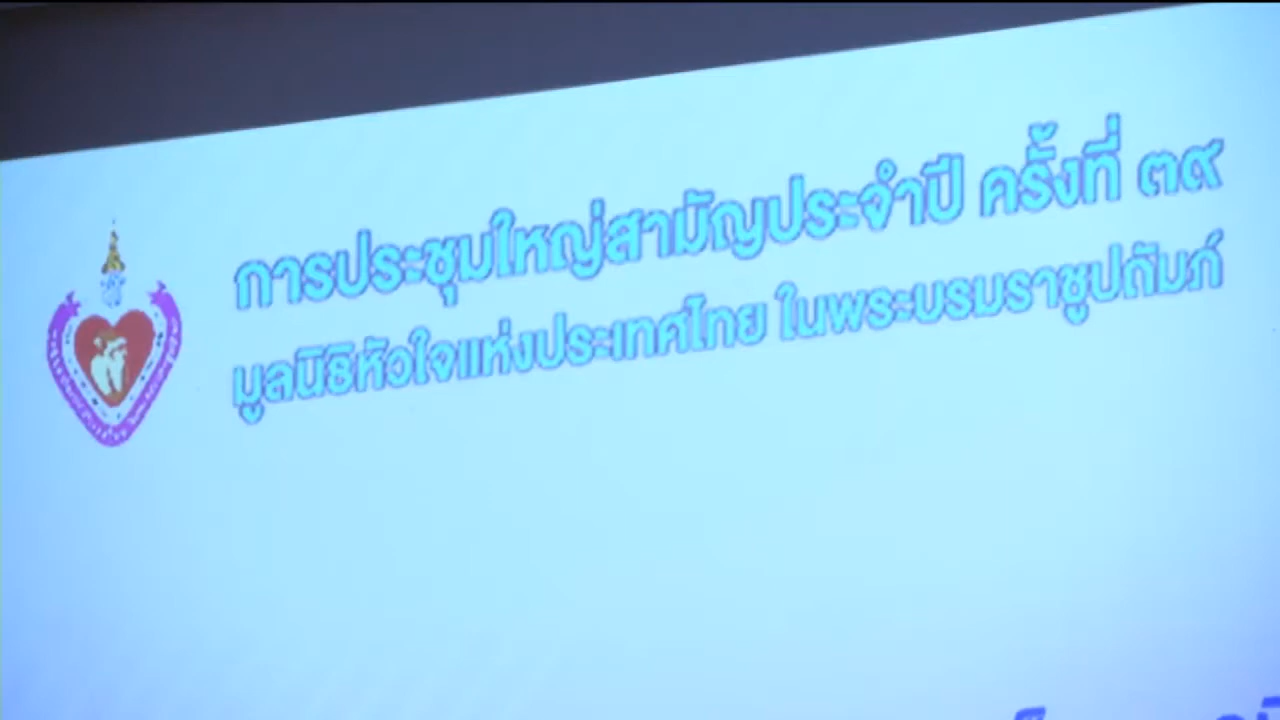 การประชุมใหญ่สามัญประจำปี ครั้งที่ ๓๙
มูลนิธิหัวใจแห่งประเทศไทย ในพระบรมราชูปถัมภ์